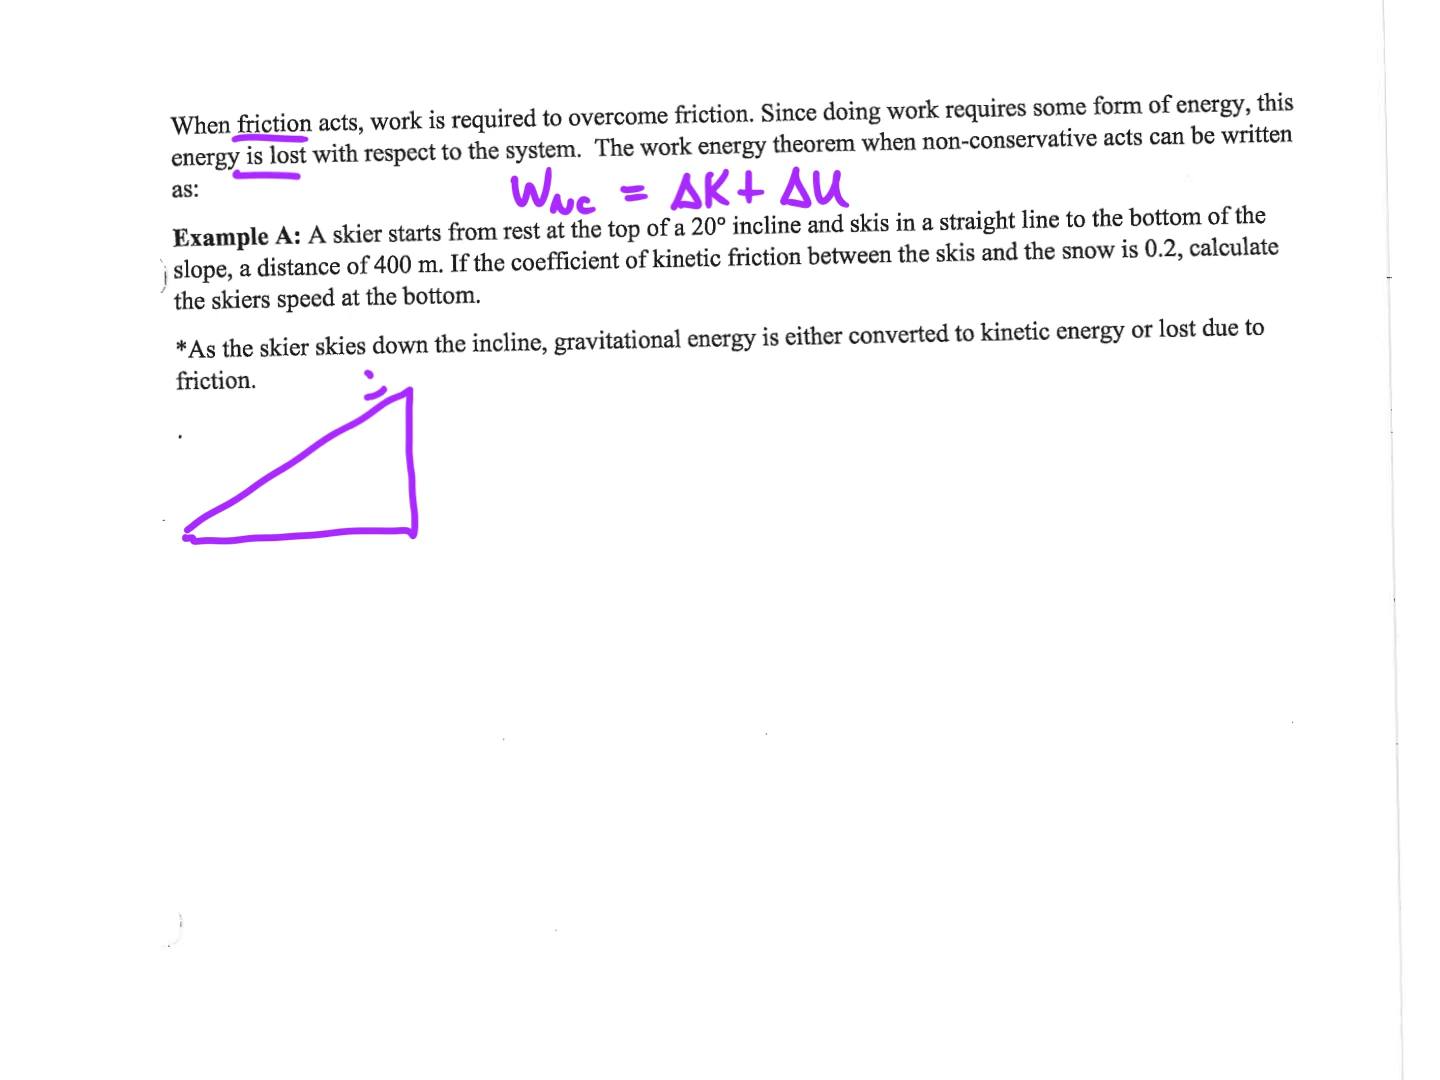 When friction acts, work is required to overcome friction. Since doing work requires some form of energy, this
energy is lost with respect to the system. The work energy theorem when non-conservative acts can be written
as:
WNC = ΔK + ΔU
Example A: A skier starts from rest at the top of a 20° incline and skis in a straight line to the bottom of the
slope, a distance of 400 m. If the coefficient of kinetic friction between the skis and the snow is 0.2, calculate
the skiers speed at the bottom.
*As the skier skies down the incline, gravitational energy is either converted to kinetic energy or lost due to
friction.